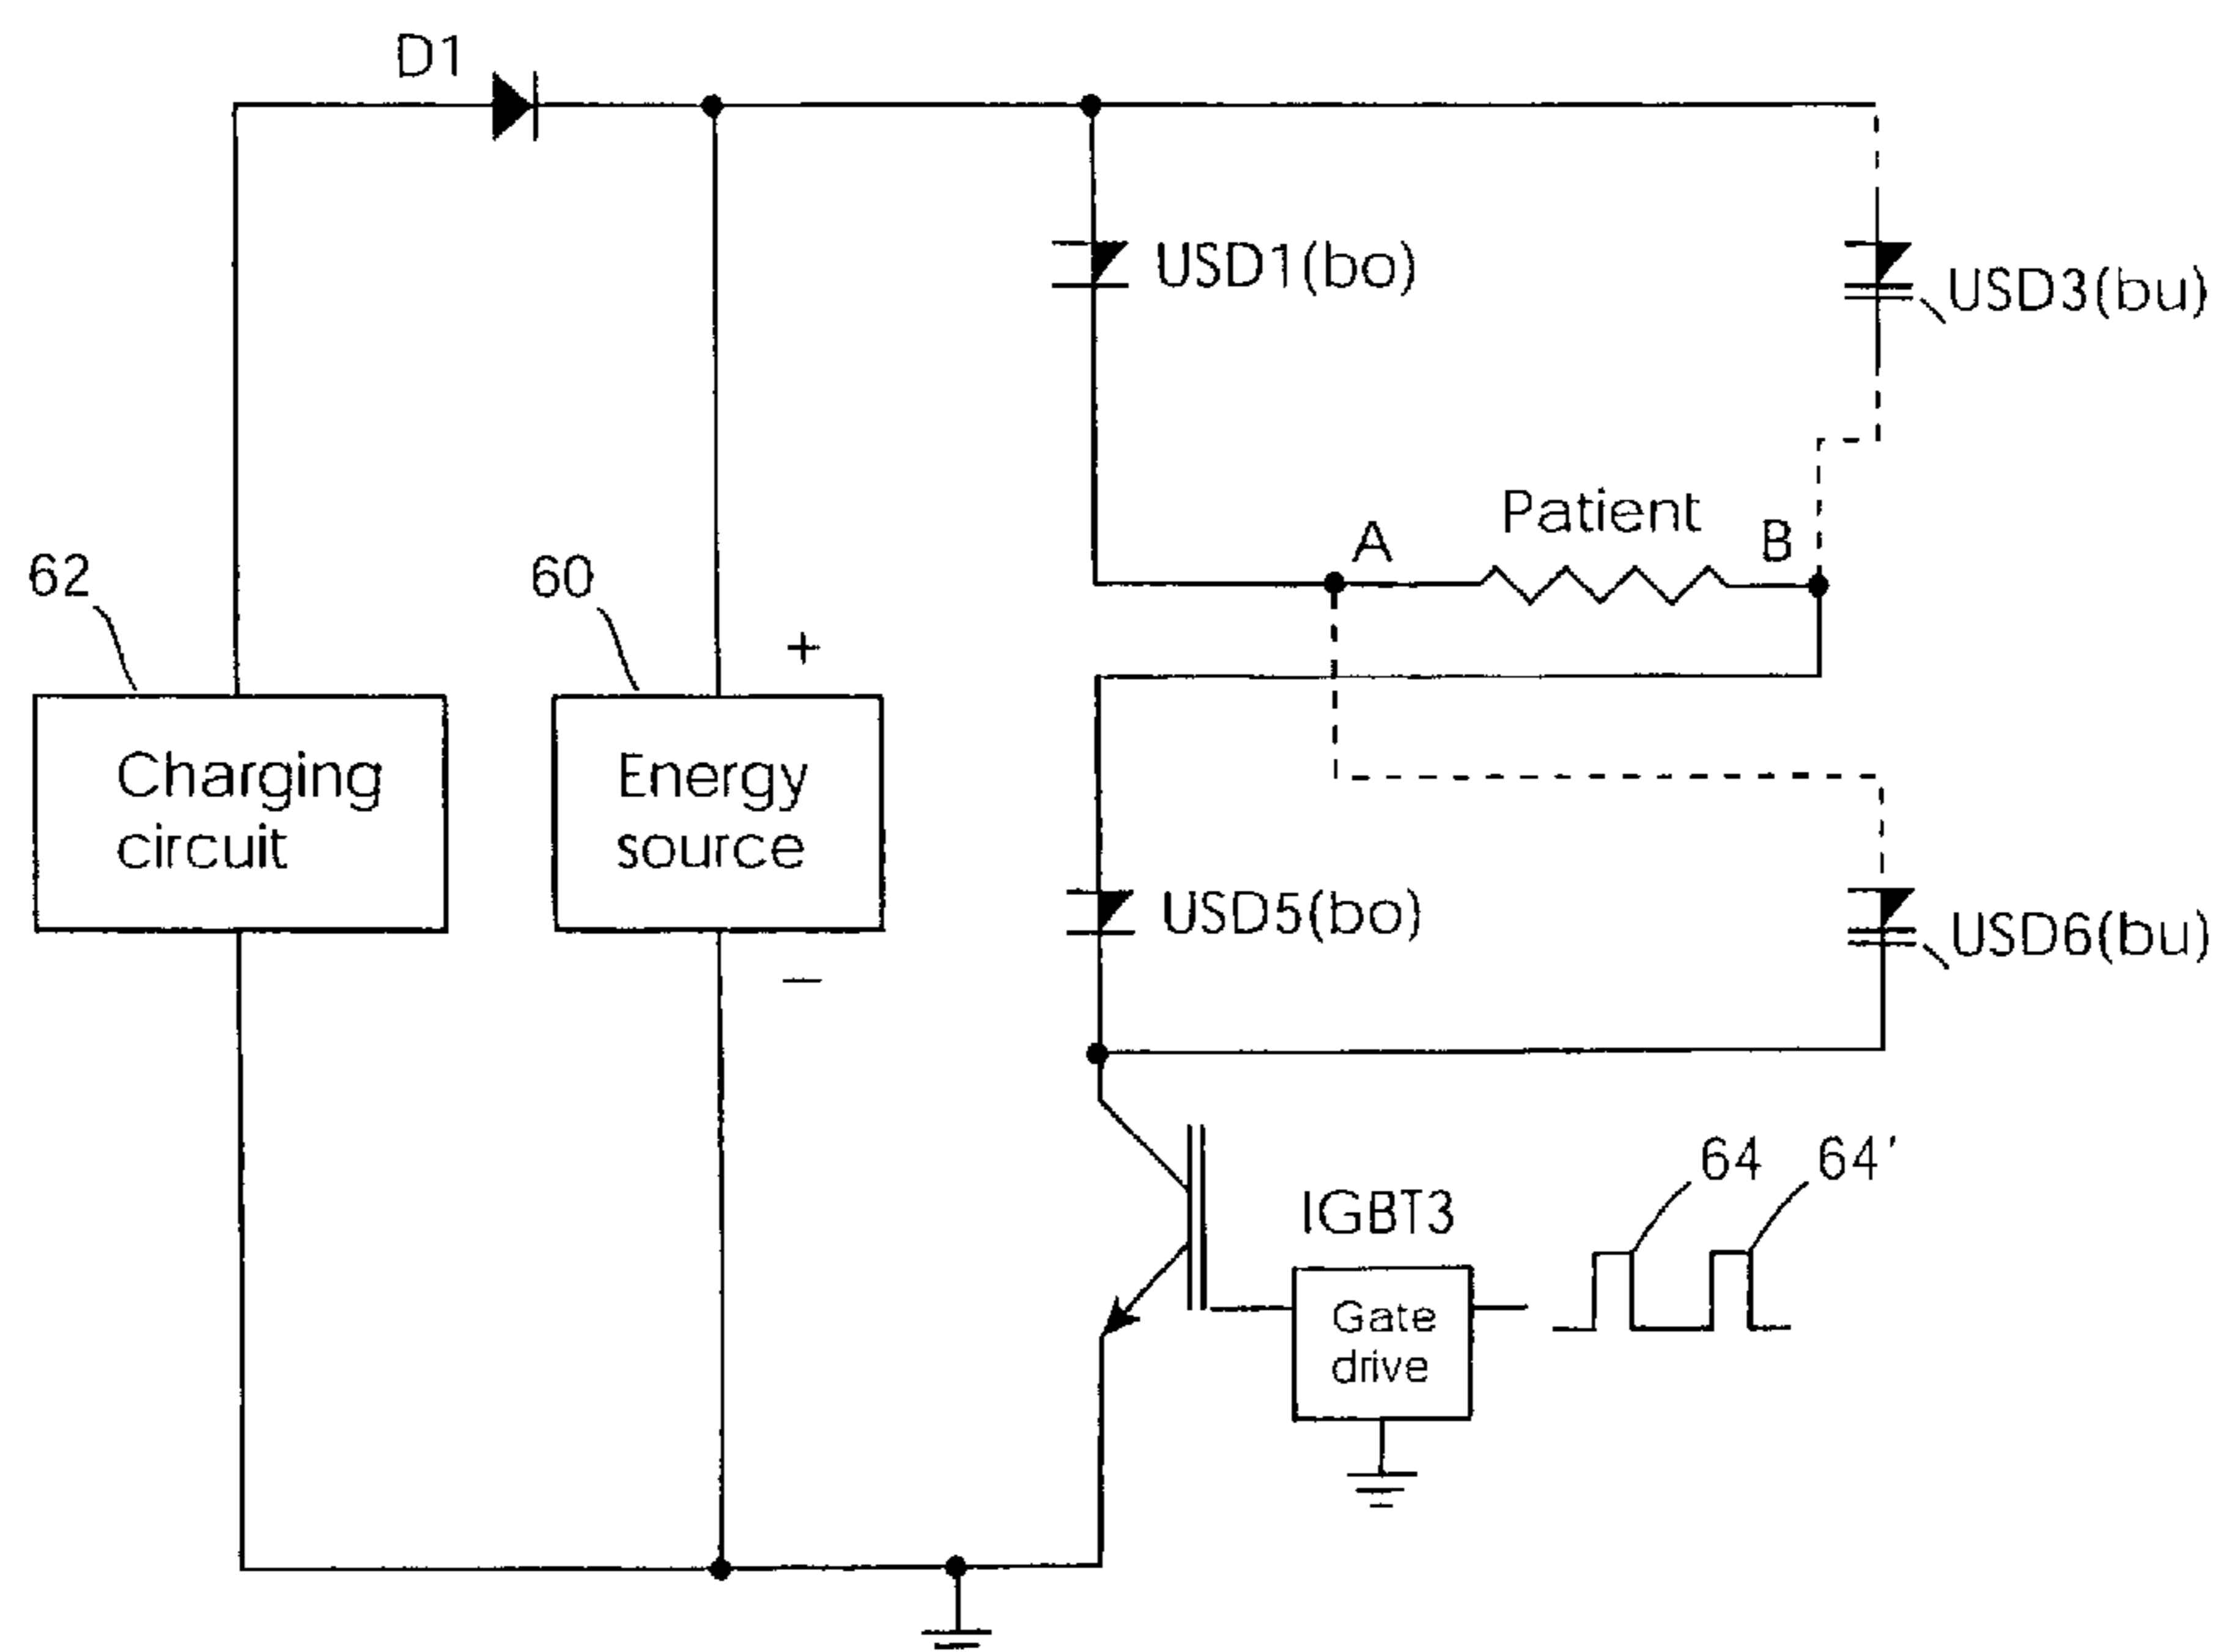 D1
USD1(bo)
USD3(bu)
Patient
A
B
62
60
+
Charging
circuit
Energy
source
USD5(bo)
USD6(bu)
−
64
64'
IGBT3
Gate
drive